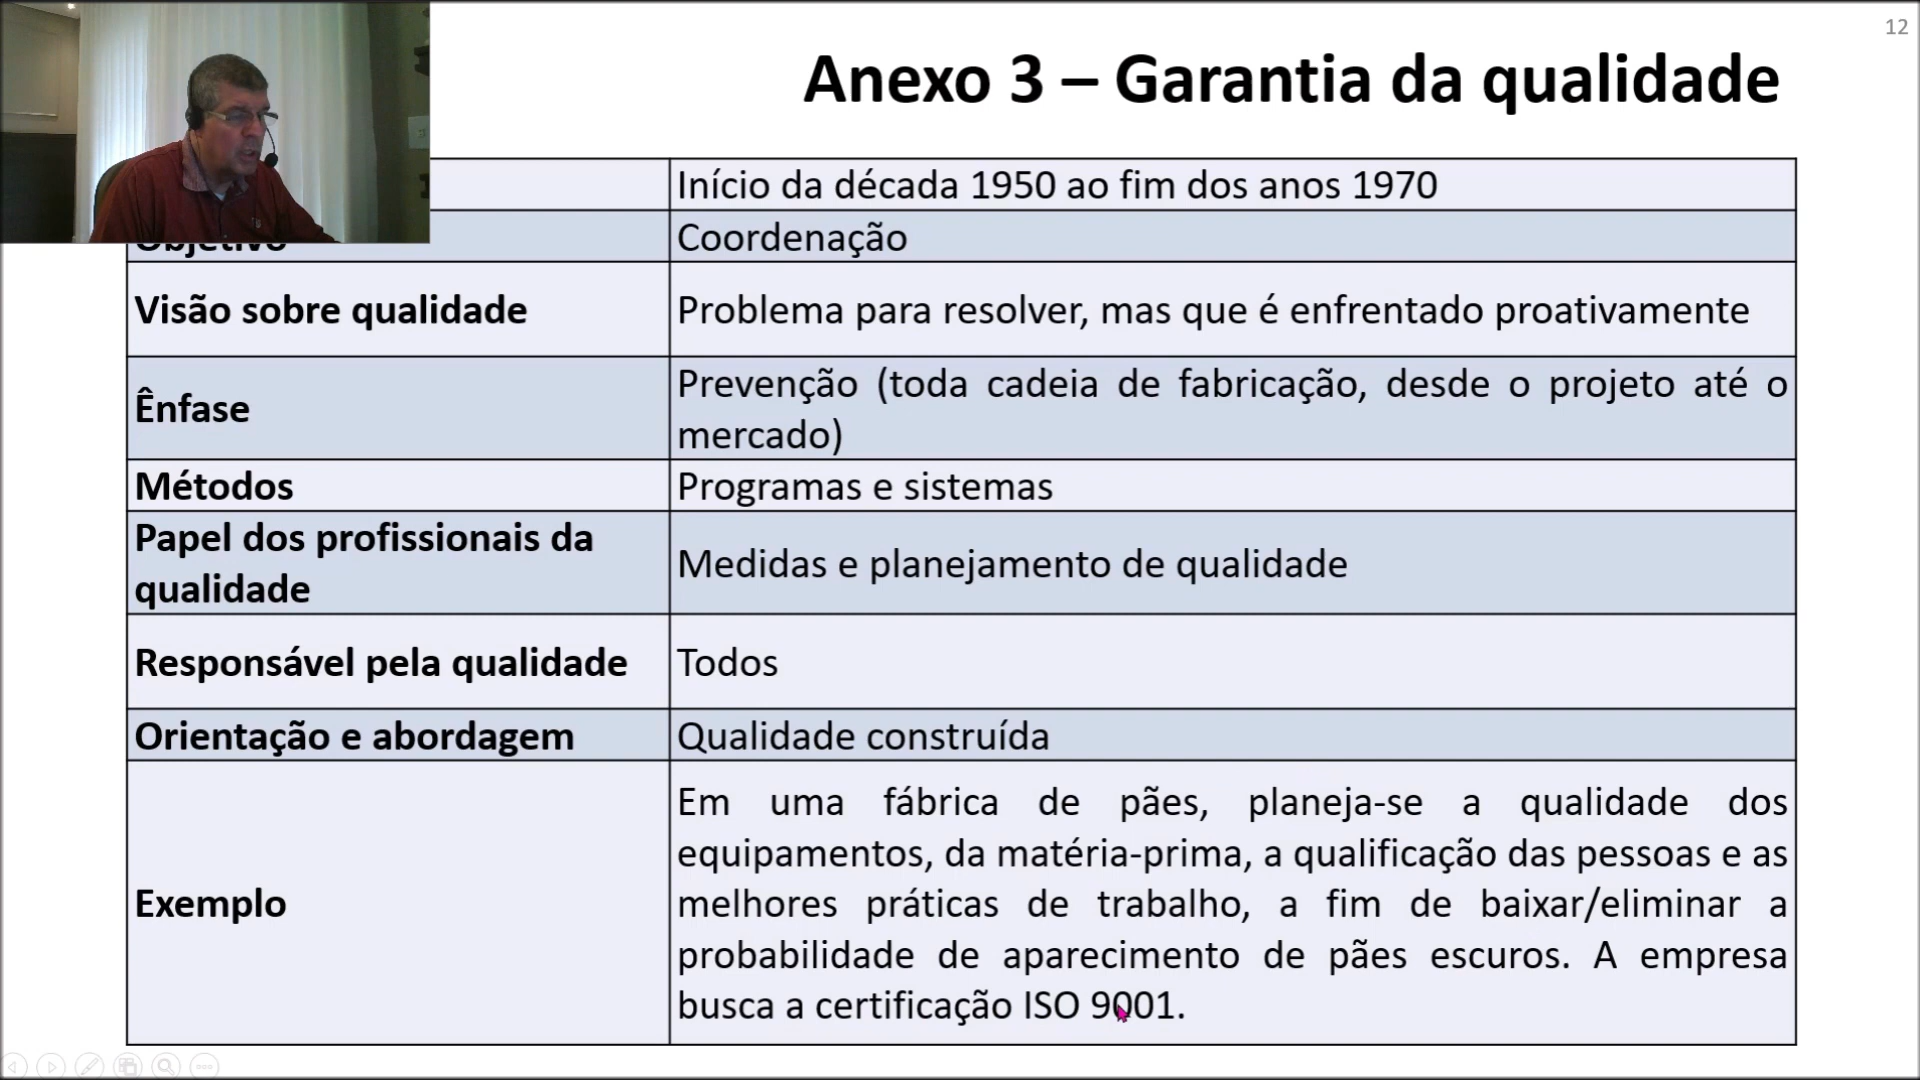 12
Anexo 3 – Garantia da qualidade
Início da década 1950 ao fim dos anos 1970
Objetivo
Coordenação
Visão sobre qualidade
Problema para resolver, mas que é enfrentado proativamente
Ênfase
Prevenção (toda cadeia de fabricação, desde o projeto até o
mercado)
Métodos
Programas e sistemas
Papel dos profissionais da
qualidade
Medidas e planejamento de qualidade
Responsável pela qualidade
Todos
Orientação e abordagem
Qualidade construída
Exemplo
Em uma fábrica de pães, planeja-se a qualidade dos
equipamentos, da matéria-prima, a qualificação das pessoas e as
melhores práticas de trabalho, a fim de baixar/eliminar a
probabilidade de aparecimento de pães escuros. A empresa
busca a certificação ISO 9001.